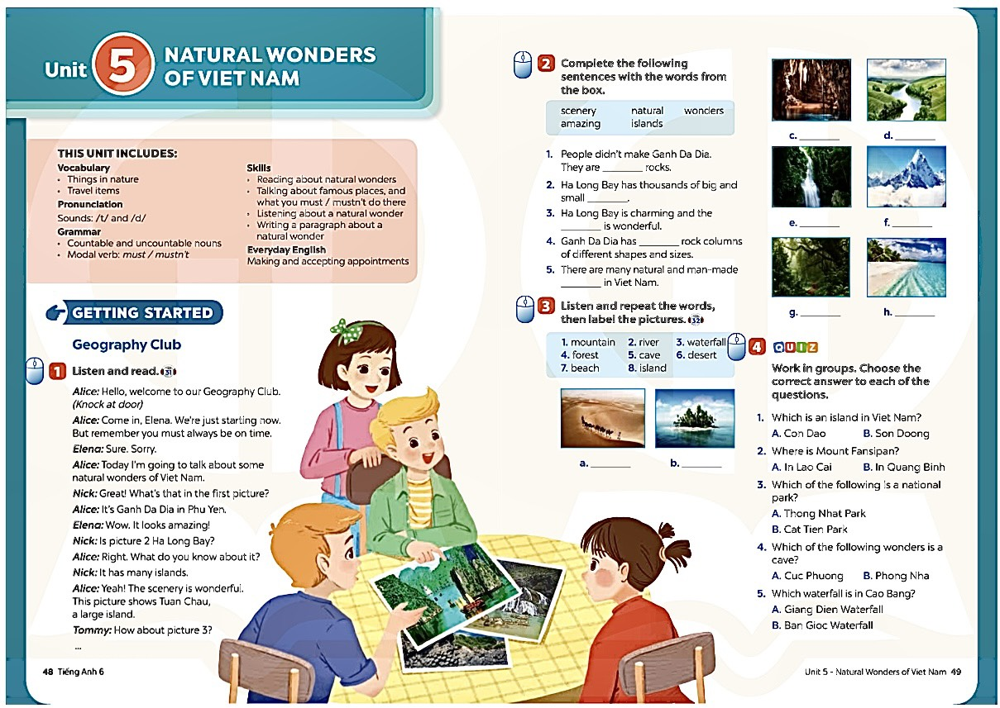 Unit 5 NATURAL WONDERS
OF VIET NAM
THIS UNIT INCLUDES:
Vocabulary
• Things in nature
• Travel items
Pronunciation
Sounds: /t/ and /d/
Grammar
• Countable and uncountable nouns
• Modal verb: must / mustn't
Skills
• Reading about natural wonders
• Talking about famous places, and
what you must / mustn't do there
• Listening about a natural wonder
• Writing a paragraph about a
natural wonder
Everyday English
Making and accepting appointments
GETTING STARTED
Geography Club
1 Listen and read. 31
Alice: Hello, welcome to our Geography Club.
(Knock at door)
Alice: Come in, Elena. We're just starting now.
But remember you must always be on time.
Elena: Sure. Sorry.
Alice: Today I'm going to talk about some
natural wonders of Viet Nam.
Nick: Great! What's that in the first picture?
Alice: It's Ganh Da Dia in Phu Yen.
Elena: Wow. It looks amazing!
Nick: Is picture 2 Ha Long Bay?
Alice: Right. What do you know about it?
Nick: It has many islands.
Alice: Yeah! The scenery is wonderful.
This picture shows Tuan Chau,
a large island.
Tommy: How about picture 3?
...
48 Tiếng Anh 6
2 Complete the following
sentences with the words from
the box.
scenery natural wonders
amazing islands
1. People didn't make Ganh Da Dia.
They are ________ rocks.
2. Ha Long Bay has thousands of big and
small ________.
3. Ha Long Bay is charming and the
________ is wonderful.
4. Ganh Da Dia has ________ rock columns
of different shapes and sizes.
5. There are many natural and man-made
________ in Viet Nam.
3 Listen and repeat the words,
then label the pictures. 32
1. mountain 2. river 3. waterfall
4. forest 5. cave 6. desert
7. beach 8. island
a. ________ b. ________
c. ________ d. ________
e. ________ f. ________
g. ________ h. ________
4 QUIZ
Work in groups. Choose the
correct answer to each of the
questions.
1. Which is an island in Viet Nam?
A. Con Dao B. Son Doong
2. Where is Mount Fansipan?
A. In Lao Cai B. In Quang Binh
3. Which of the following is a national
park?
A. Thong Nhat Park
B. Cat Tien Park
4. Which of the following wonders is a
cave?
A. Cuc Phuong B. Phong Nha
5. Which waterfall is in Cao Bang?
A. Giang Dien Waterfall
B. Ban Gioc Waterfall
Unit 5 - Natural Wonders of Viet Nam 49